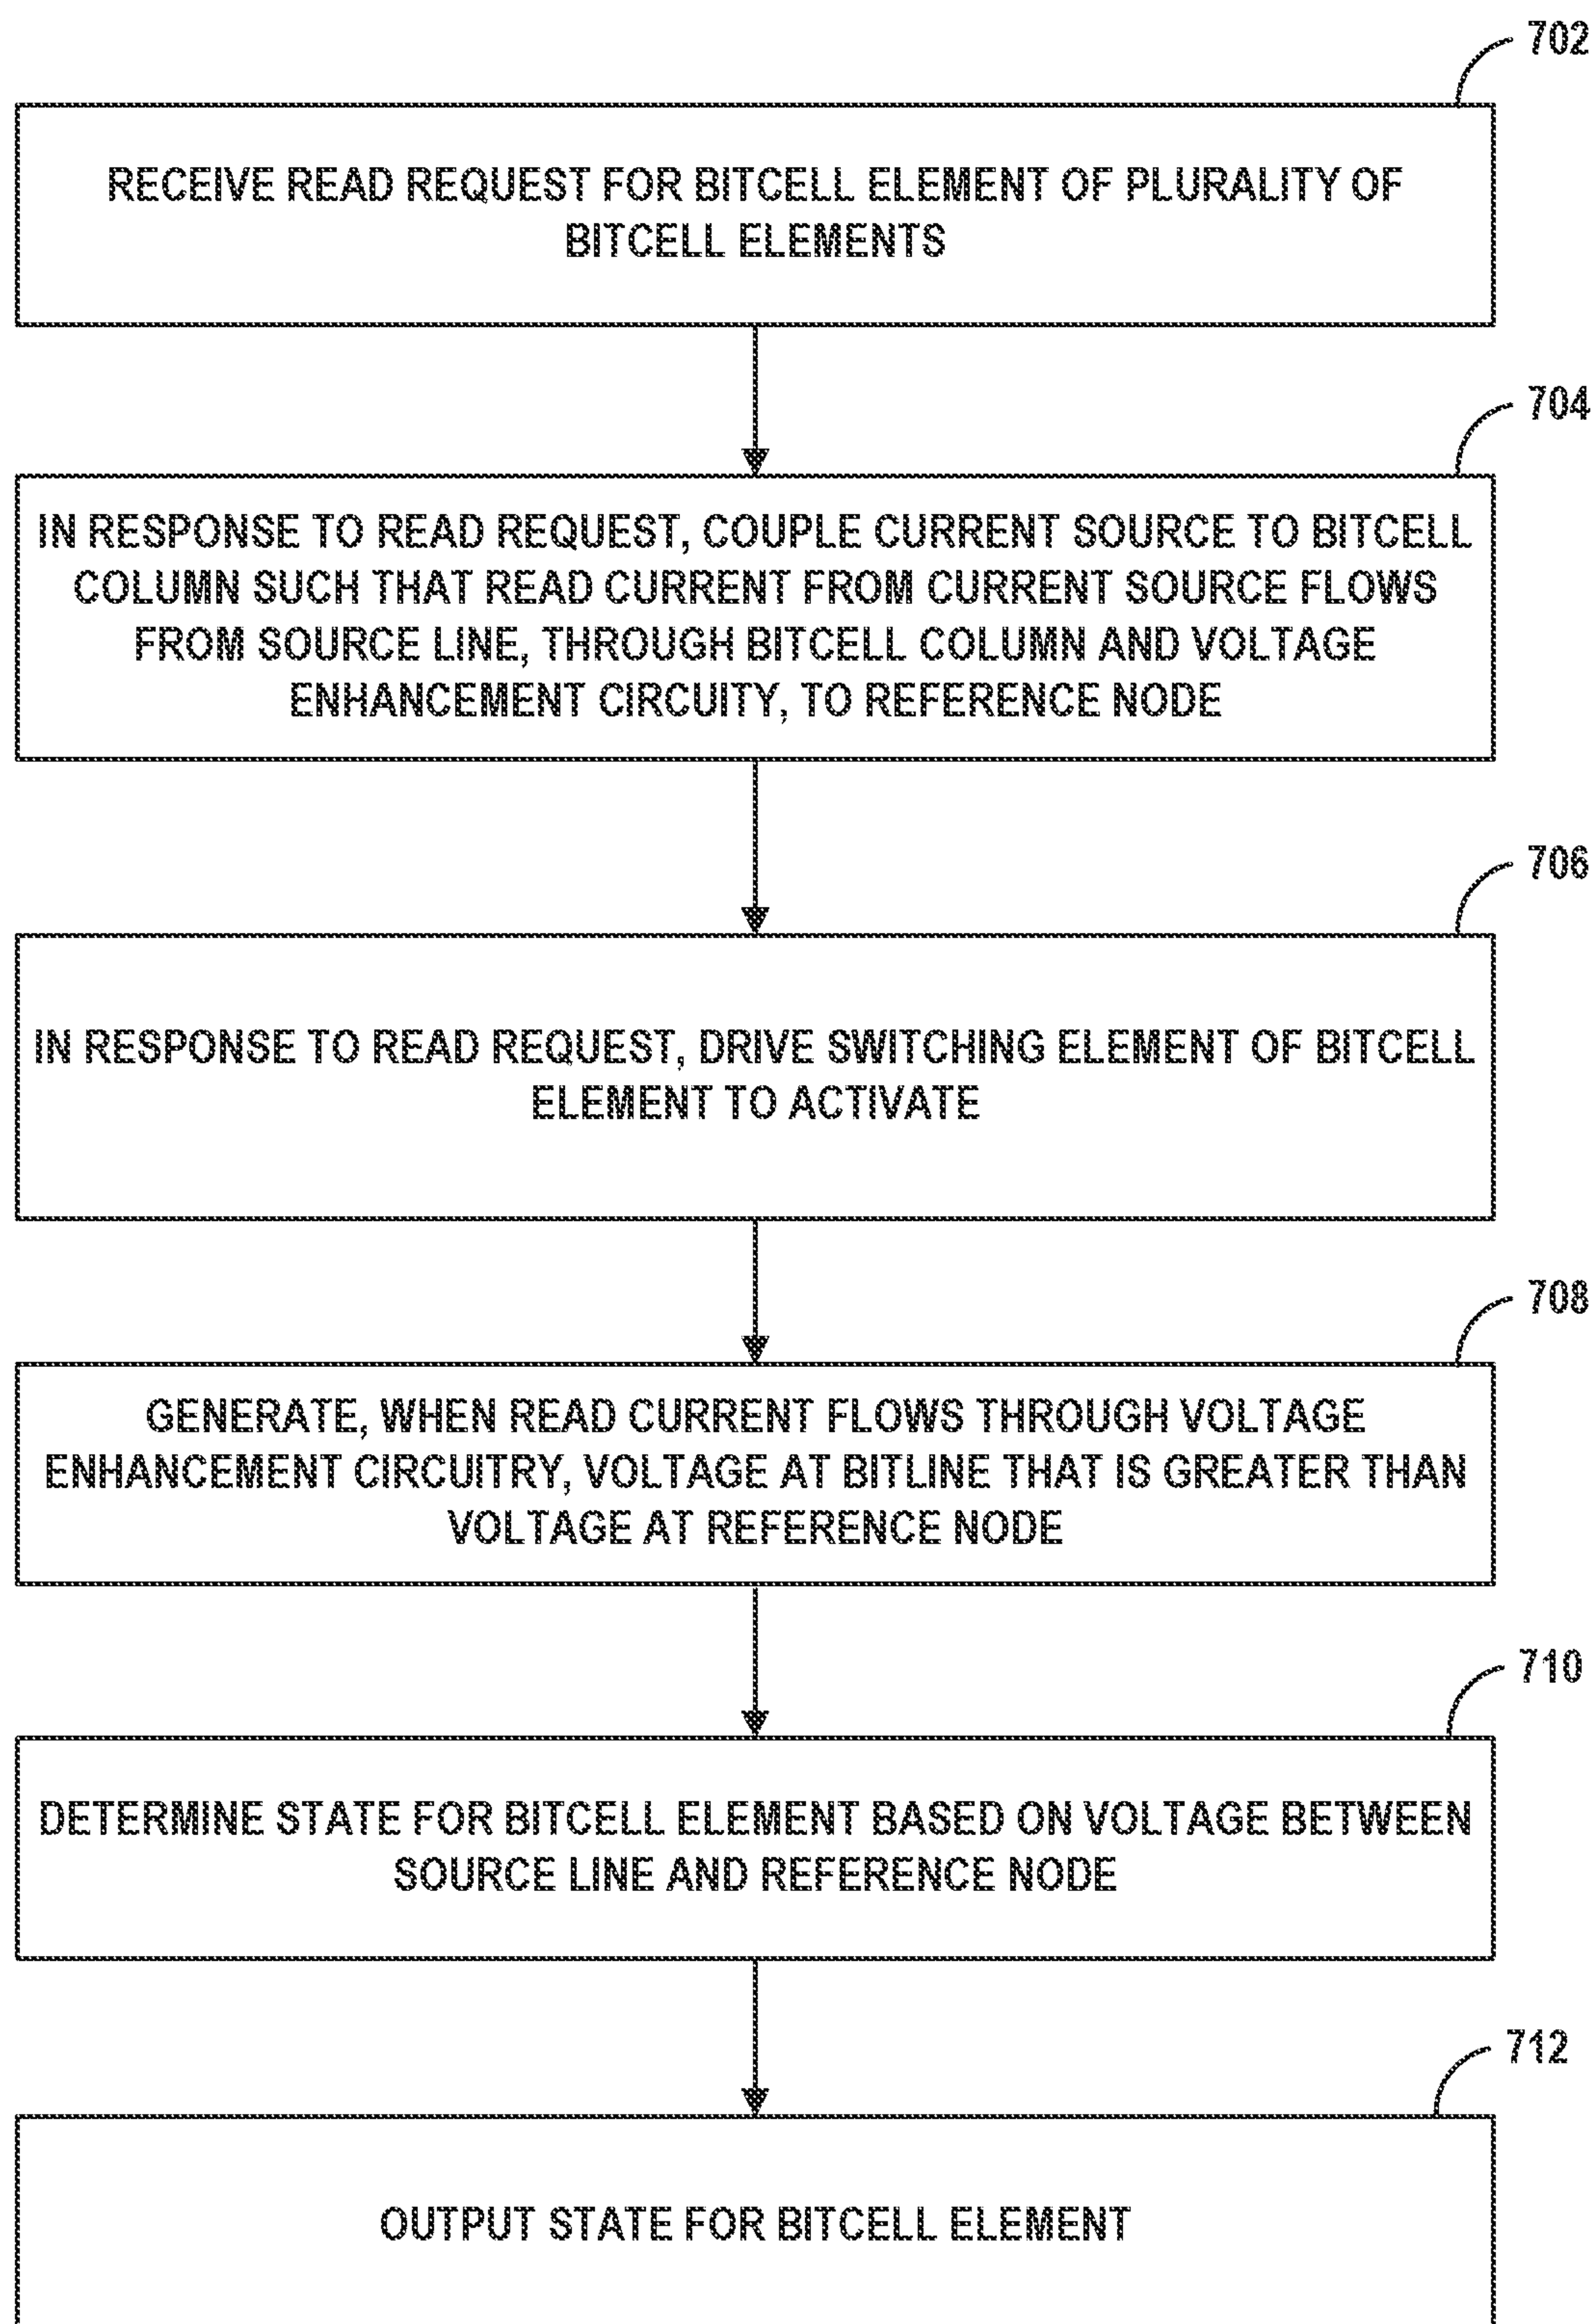 702
RECEIVE READ REQUEST FOR BITCELL ELEMENT OF PLURALITY OF
BITCELL ELEMENTS
704
IN RESPONSE TO READ REQUEST, COUPLE CURRENT SOURCE TO BITCELL
COLUMN SUCH THAT READ CURRENT FROM CURRENT SOURCE FLOWS
FROM SOURCE LINE, THROUGH BITCELL COLUMN AND VOLTAGE
ENHANCEMENT CIRCUITY, TO REFERENCE NODE
706
IN RESPONSE TO READ REQUEST, DRIVE SWITCHING ELEMENT OF BITCELL
ELEMENT TO ACTIVATE
708
GENERATE, WHEN READ CURRENT FLOWS THROUGH VOLTAGE
ENHANCEMENT CIRCUITRY, VOLTAGE AT BITLINE THAT IS GREATER THAN
VOLTAGE AT REFERENCE NODE
710
DETERMINE STATE FOR BITCELL ELEMENT BASED ON VOLTAGE BETWEEN
SOURCE LINE AND REFERENCE NODE
712
OUTPUT STATE FOR BITCELL ELEMENT